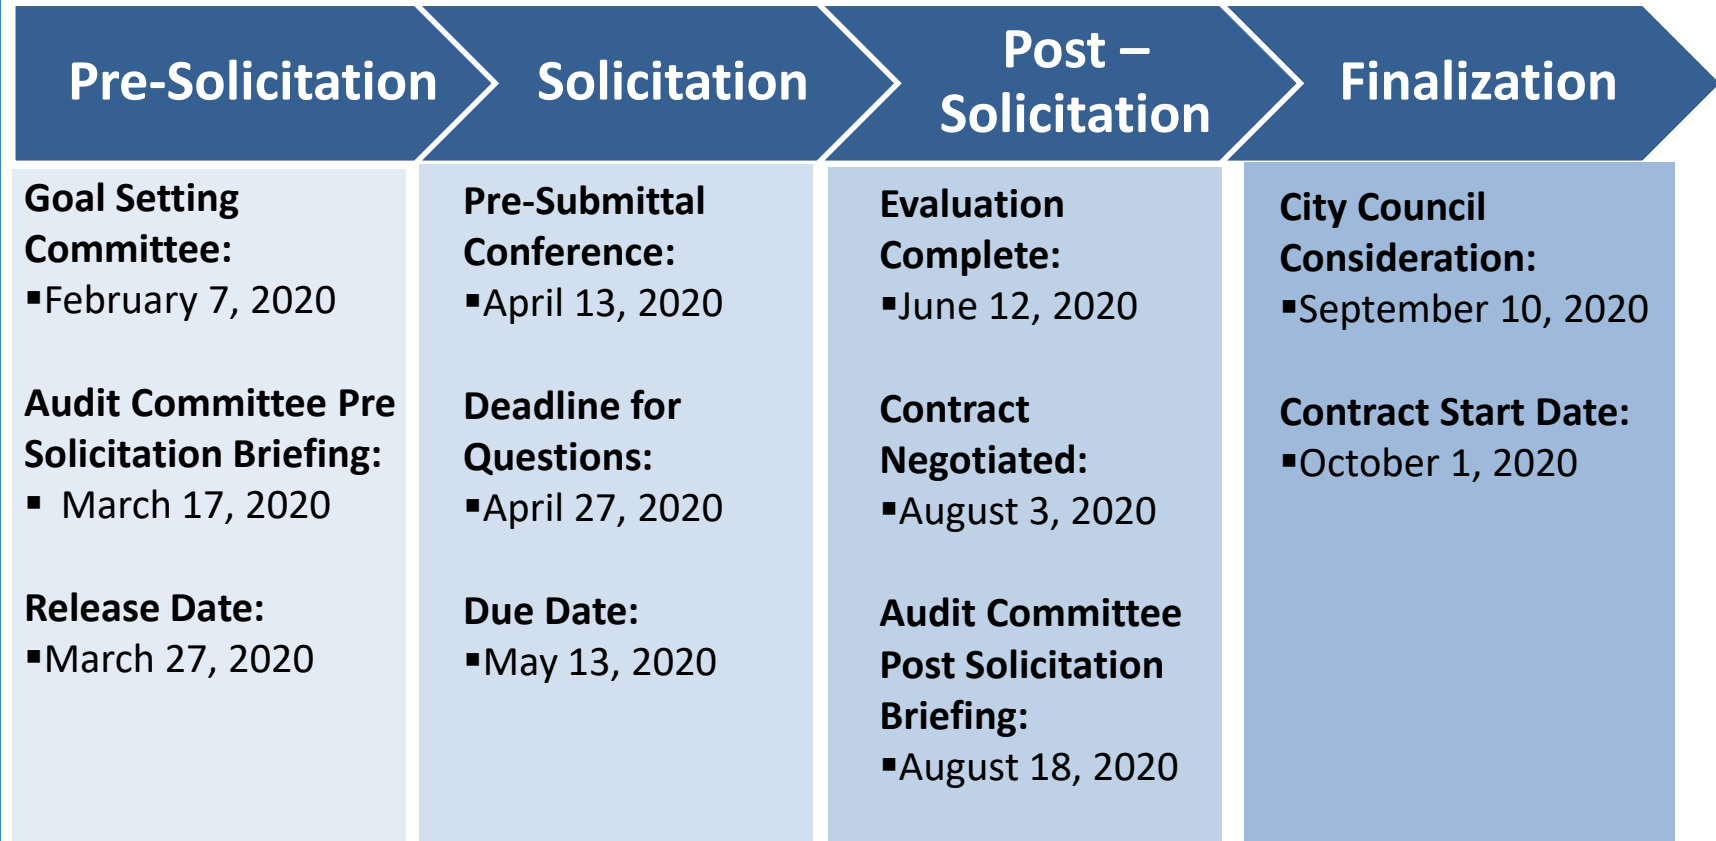 Pre-Solicitation
Solicitation
Post –
Solicitation
Finalization
Goal Setting
Committee:
▪February 7, 2020
Audit Committee Pre
Solicitation Briefing:
▪ March 17, 2020
Release Date:
▪March 27, 2020
Pre-Submittal
Conference:
▪April 13, 2020
Deadline for
Questions:
▪April 27, 2020
Due Date:
▪May 13, 2020
Evaluation
Complete:
▪June 12, 2020
Contract
Negotiated:
▪August 3, 2020
Audit Committee
Post Solicitation
Briefing:
▪August 18, 2020
City Council
Consideration:
▪September 10, 2020
Contract Start Date:
▪October 1, 2020